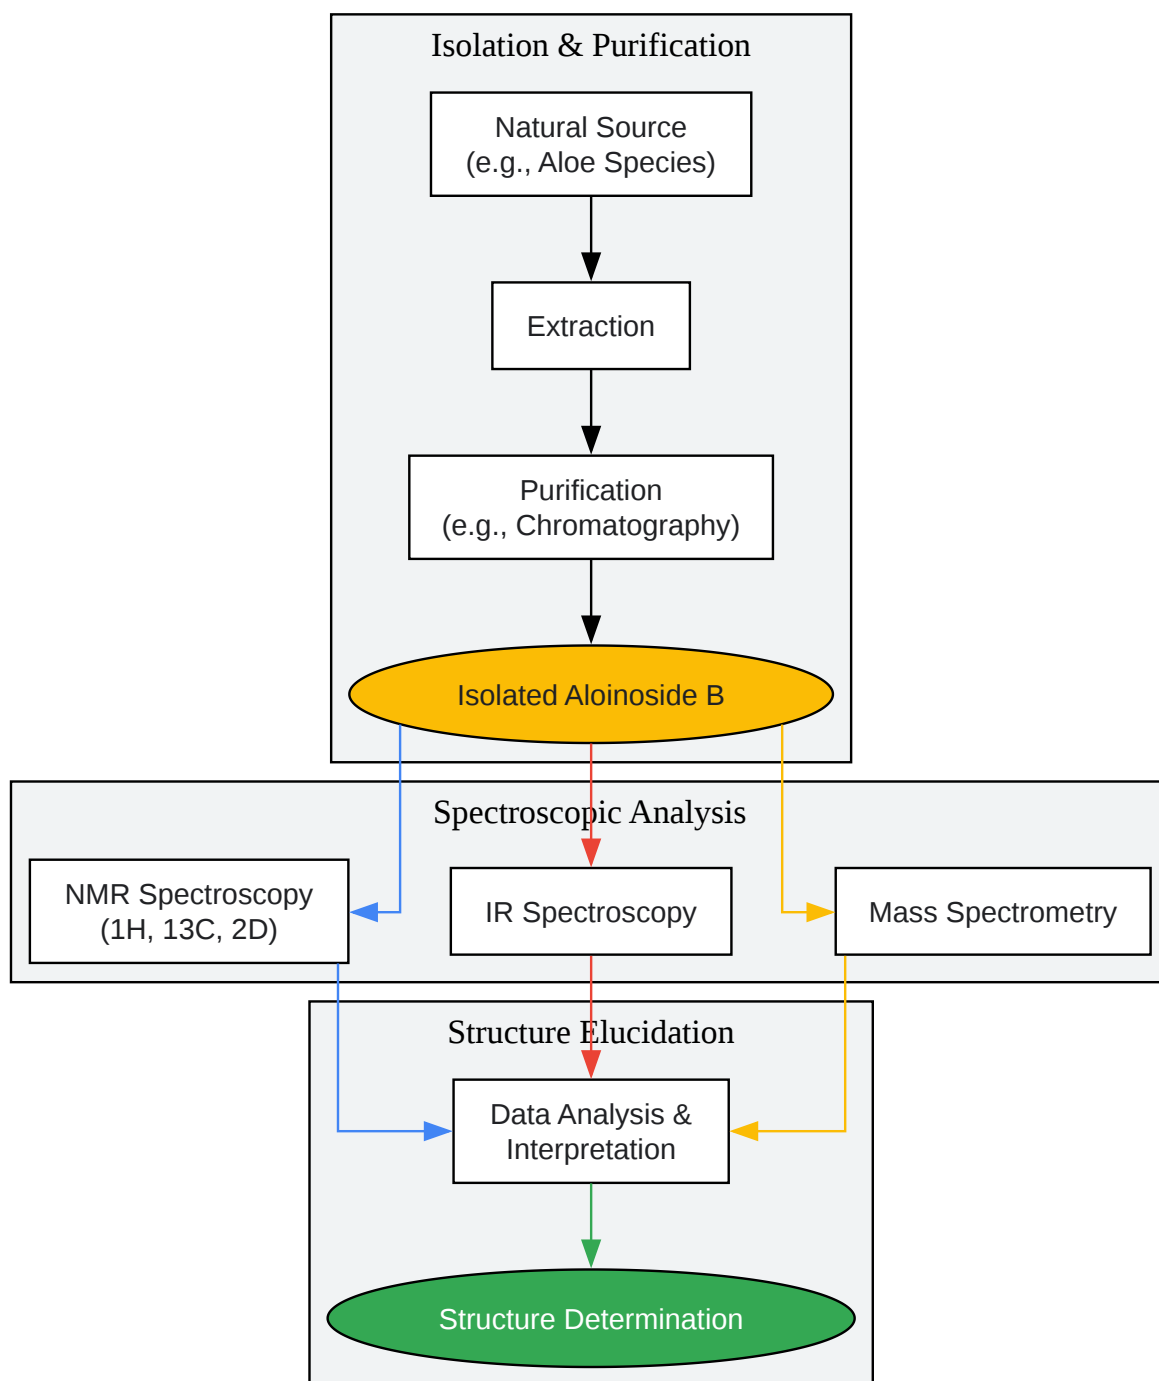 Isolation & Purification
Natural Source
(e.g., Aloe Species)
Extraction
Purification
(e.g., Chromatography)
Isolated Aloinoside B
Spectroscopic Analysis
NMR Spectroscopy
(1H, 13C, 2D)
IR Spectroscopy
Mass Spectrometry
Structure Elucidation
Data Analysis &
Interpretation
Structure Determination